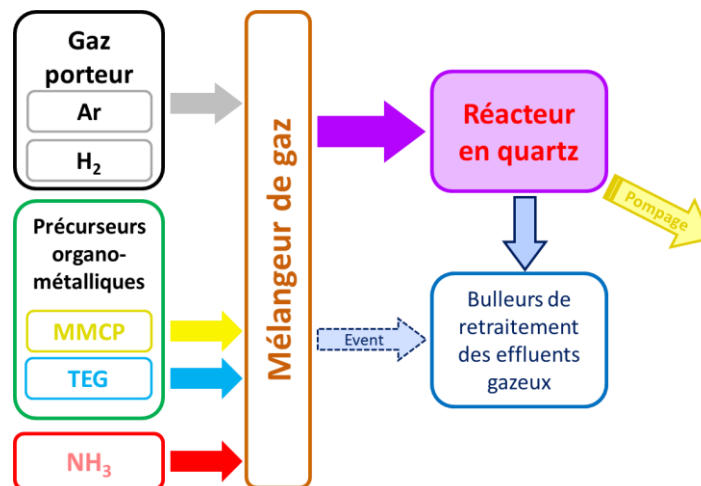 Gaz
porteur
Ar
H₂
Précurseurs
organo-
métalliques
MMCP
TEG
NH₃
Mélangeur de gaz
Réacteur
en quartz
Pompage
Event
Bulleurs de
retraitement
des effluents
gazeux